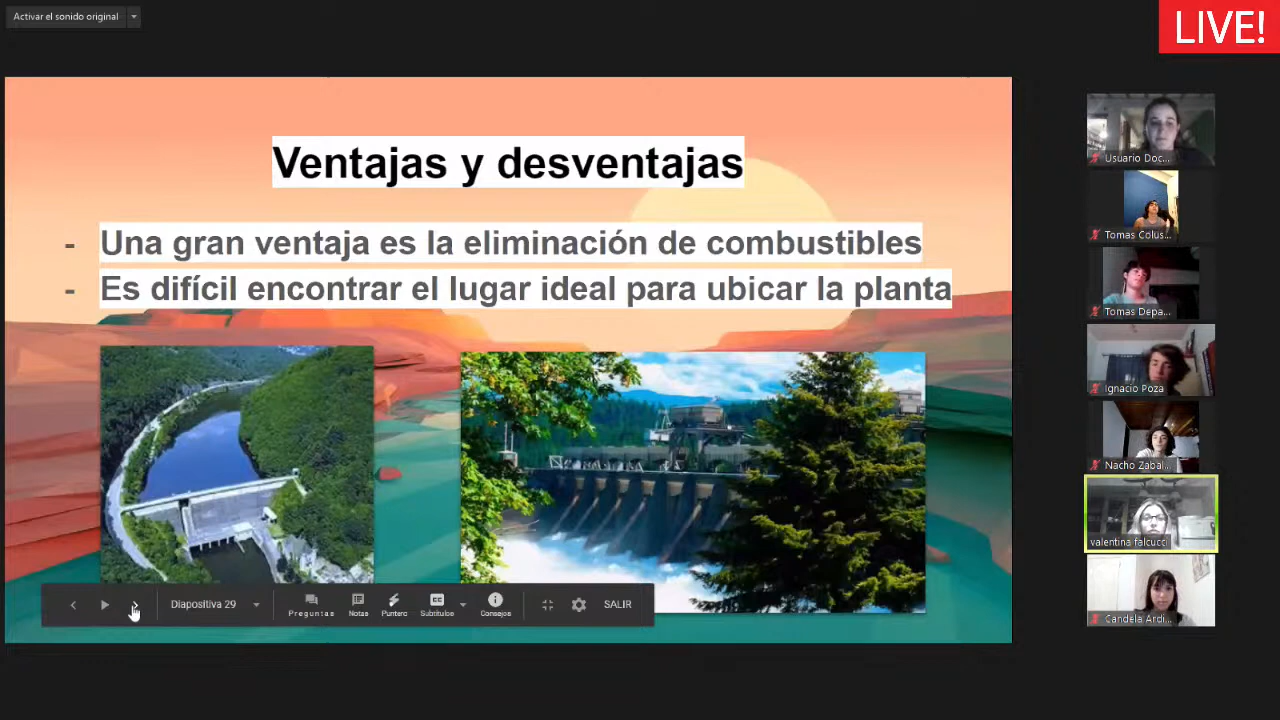 Activar el sonido original
LIVE!
Ventajas y desventajas
- Una gran ventaja es la eliminación de combustibles
- Es difícil encontrar el lugar ideal para ubicar la planta
Diapositiva 29
Preguntas
Notas
Puntero
Subtítulos
Consejos
SALIR
Usuario Doc...
Tomas Colus...
Tomas Depa...
Ignacio Poza
Nacho Zabal...
valentina falcucci
Candela Ardi...